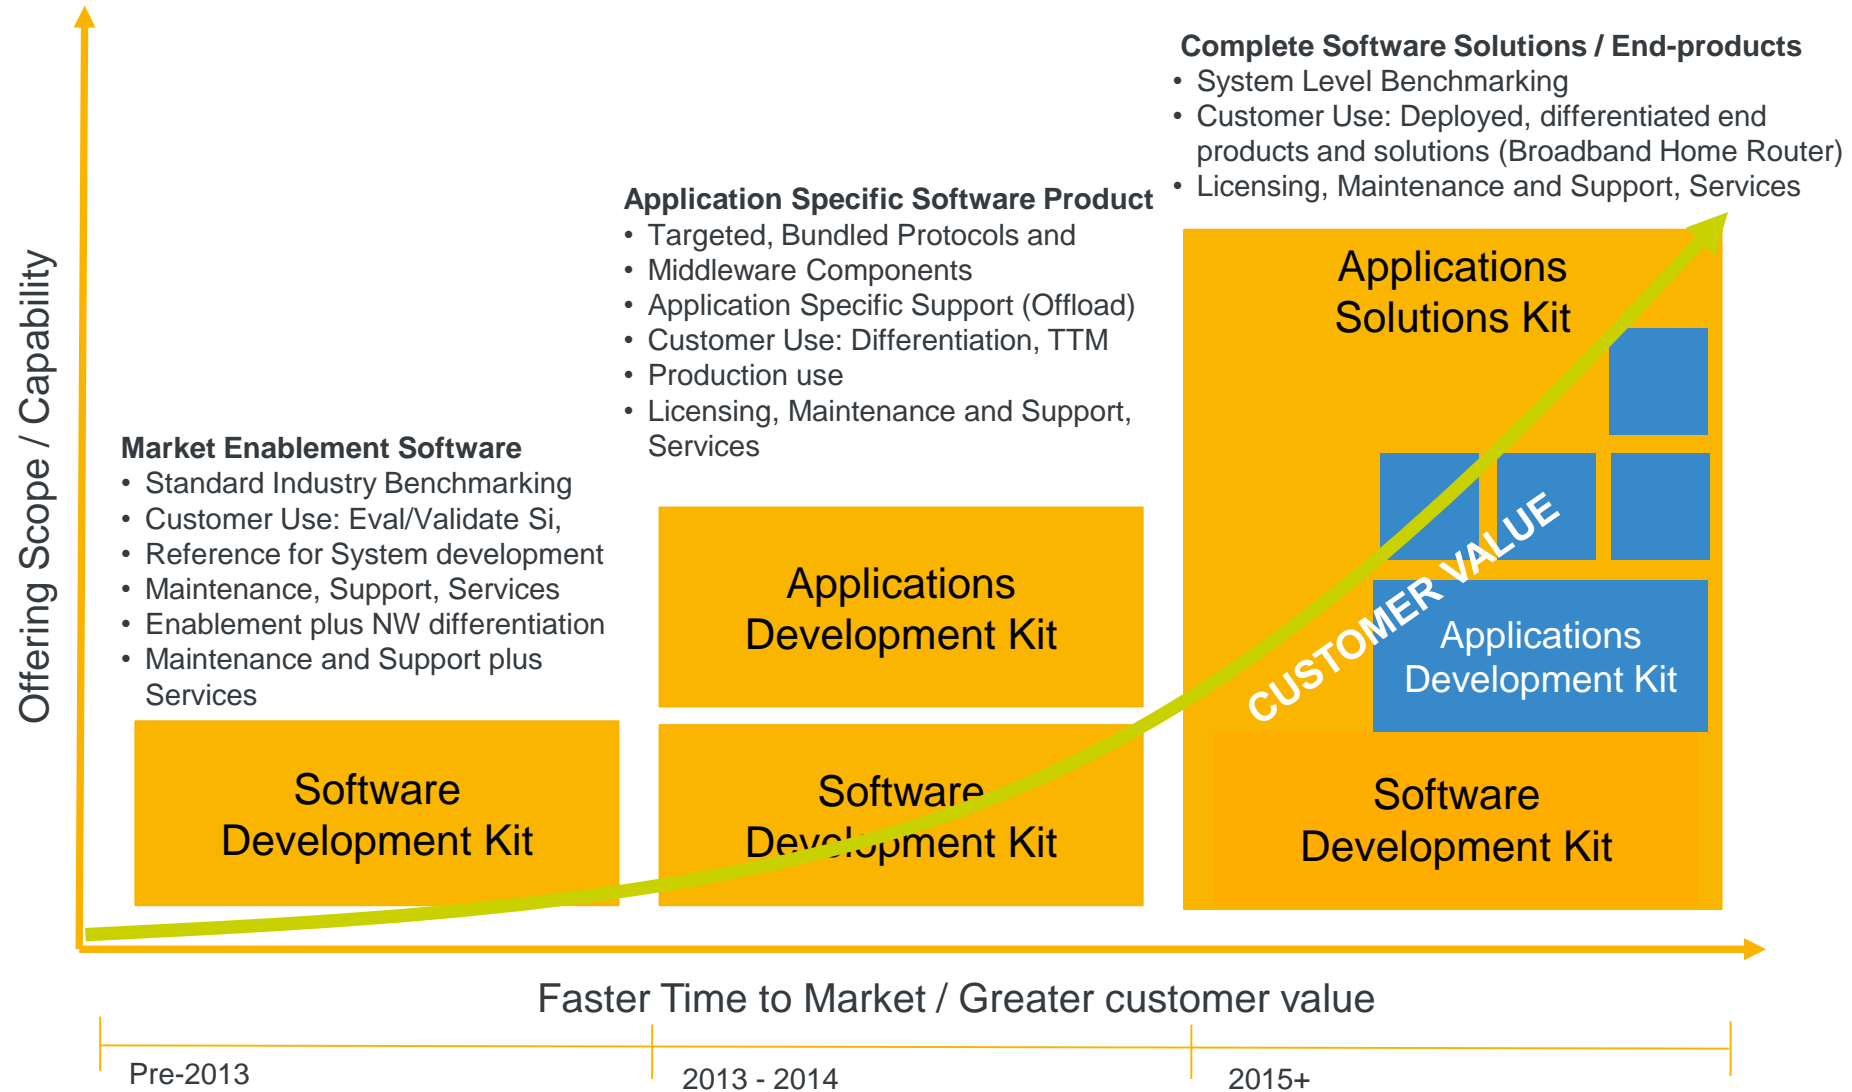 Complete Software Solutions / End-products
• System Level Benchmarking
• Customer Use: Deployed, differentiated end
products and solutions (Broadband Home Router)
• Licensing, Maintenance and Support, Services
Application Specific Software Product
• Targeted, Bundled Protocols and
• Middleware Components
• Application Specific Support (Offload)
• Customer Use: Differentiation, TTM
• Production use
• Licensing, Maintenance and Support,
Services
Market Enablement Software
• Standard Industry Benchmarking
• Customer Use: Eval/Validate Si,
• Reference for System development
• Maintenance, Support, Services
• Enablement plus NW differentiation
• Maintenance and Support plus
Services
Offering Scope / Capability
Software
Development Kit
Applications
Development Kit
Software
Development Kit
Applications
Solutions Kit
CUSTOMER VALUE
Applications
Development Kit
Software
Development Kit
Faster Time to Market / Greater customer value
Pre-2013
2013 - 2014
2015+